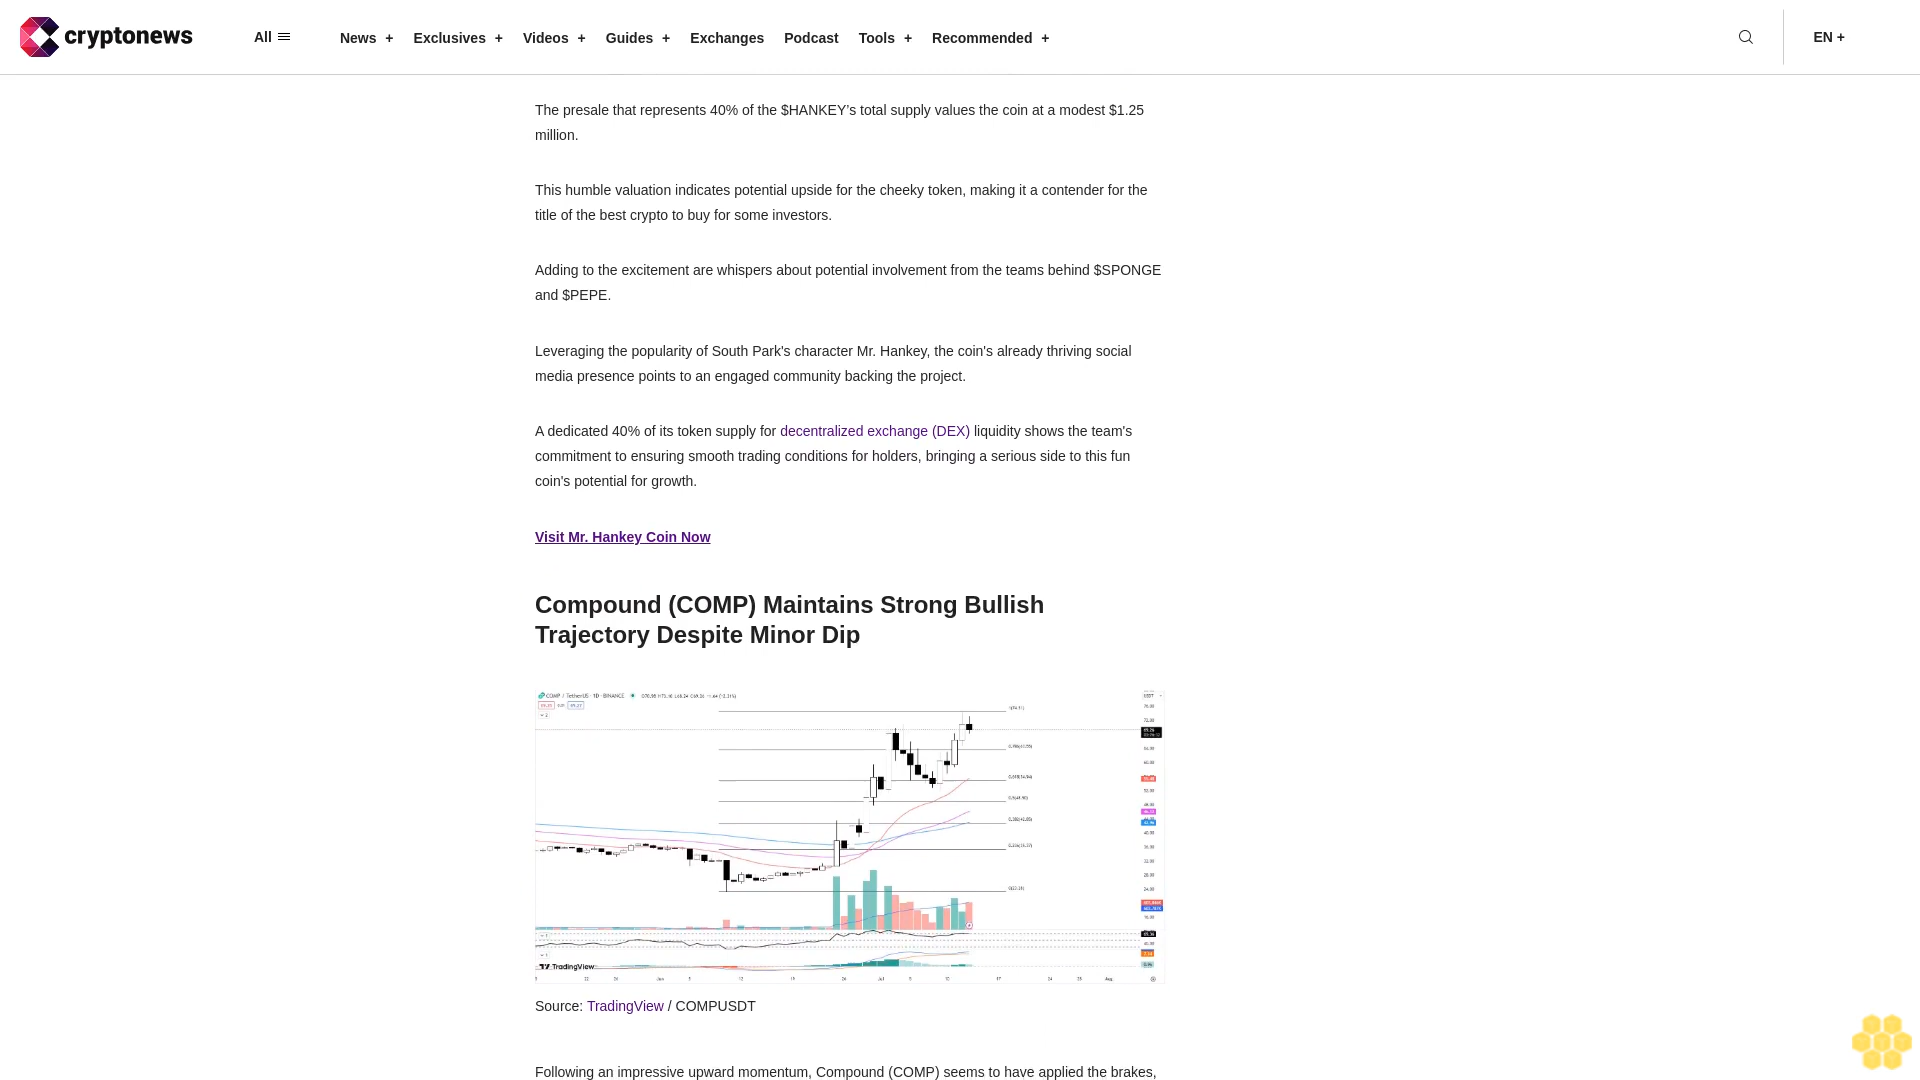 cryptonews
All
News +
Exclusives +
Videos +
Guides +
Exchanges
Podcast
Tools +
Recommended +
EN +
The presale that represents 40% of the $HANKEY’s total supply values the coin at a modest $1.25
million.
This humble valuation indicates potential upside for the cheeky token, making it a contender for the
title of the best crypto to buy for some investors.
Adding to the excitement are whispers about potential involvement from the teams behind $SPONGE
and $PEPE.
Leveraging the popularity of South Park's character Mr. Hankey, the coin's already thriving social
media presence points to an engaged community backing the project.
A dedicated 40% of its token supply for decentralized exchange (DEX) liquidity shows the team's
commitment to ensuring smooth trading conditions for holders, bringing a serious side to this fun
coin's potential for growth.
Visit Mr. Hankey Coin Now
Compound (COMP) Maintains Strong Bullish
Trajectory Despite Minor Dip
COMP / TetherUS · 1D · BINANCE
TradingView
Source: TradingView / COMPUSDT
Following an impressive upward momentum, Compound (COMP) seems to have applied the brakes,